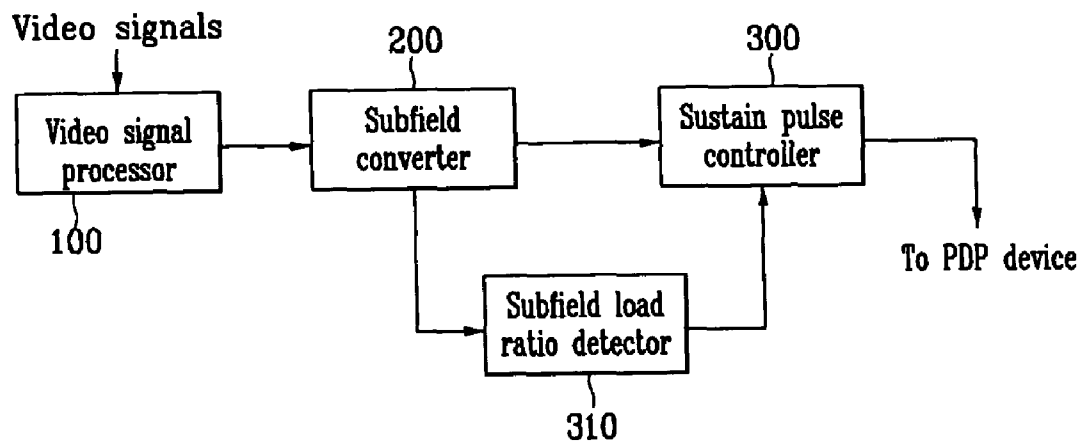 Video signals
200
300
Video signal
processor
Subfield
converter
Sustain pulse
controller
100
To PDP device
Subfield load
ratio detector
310